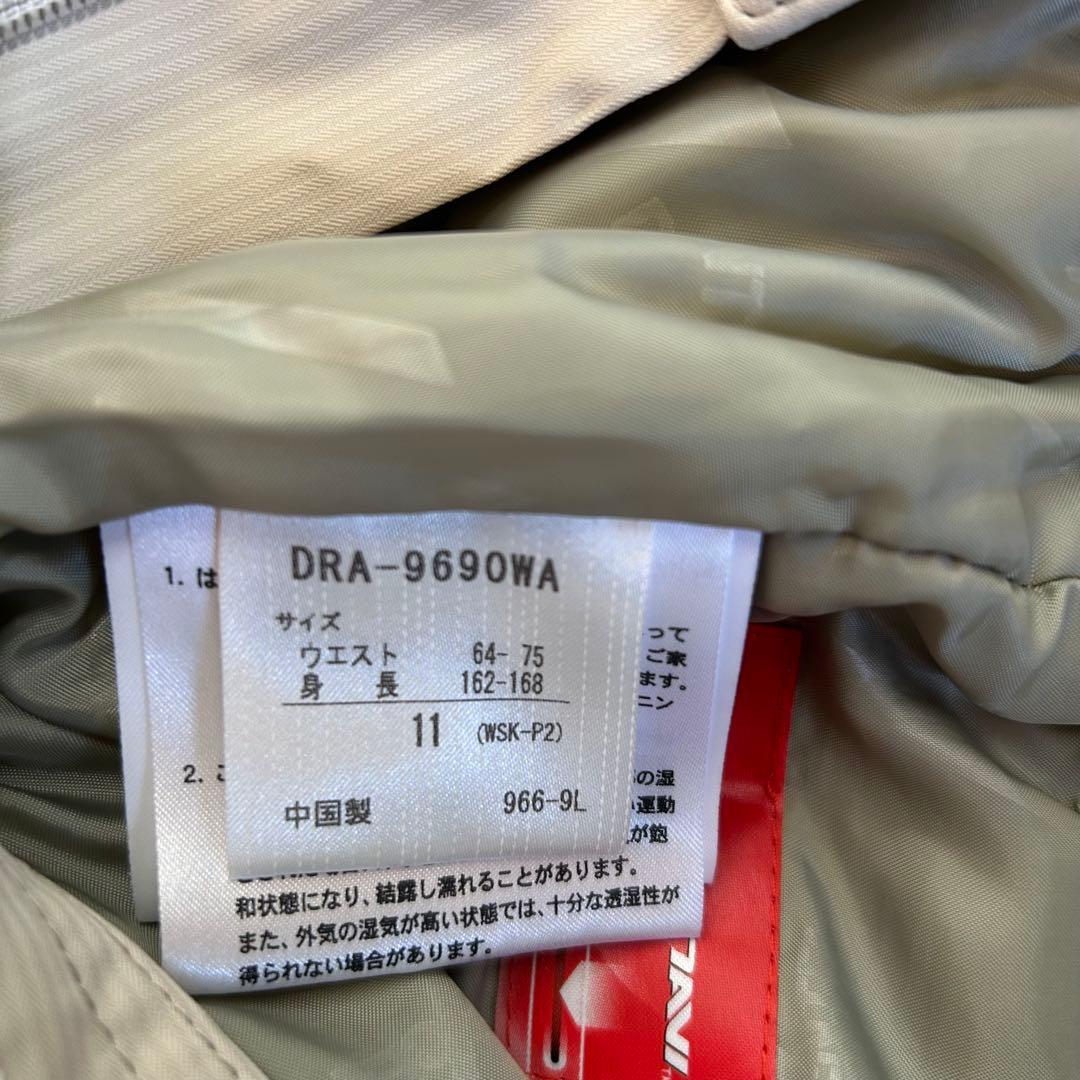 DRA-9690WA
サイズ
ウエスト 64- 75
身 長 162-168
11 (WSK-P2)
中国製 966-9L
1. は
って
ご家
ます。
ニン
2. こ
の湿
い運動
が飽
和状態になり、結露し濡れることがあります。
また、外気の湿気が高い状態では、十分な透湿性が
得られない場合があります。